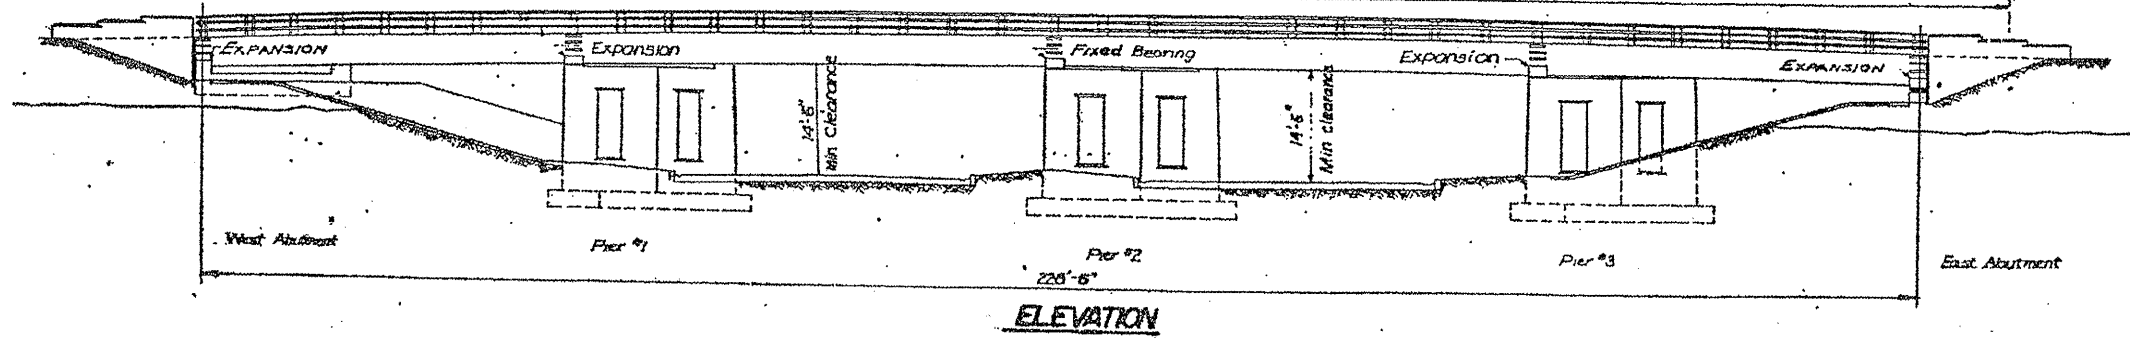 EXPANSION
Expansion
Fixed Bearing
Expansion
EXPANSION
14'-6"
Min Clearance
14'-6"
Min clearance
West Abutment
Pier #1
Pier #2
Pier #3
East Abutment
228'-6"
ELEVATION